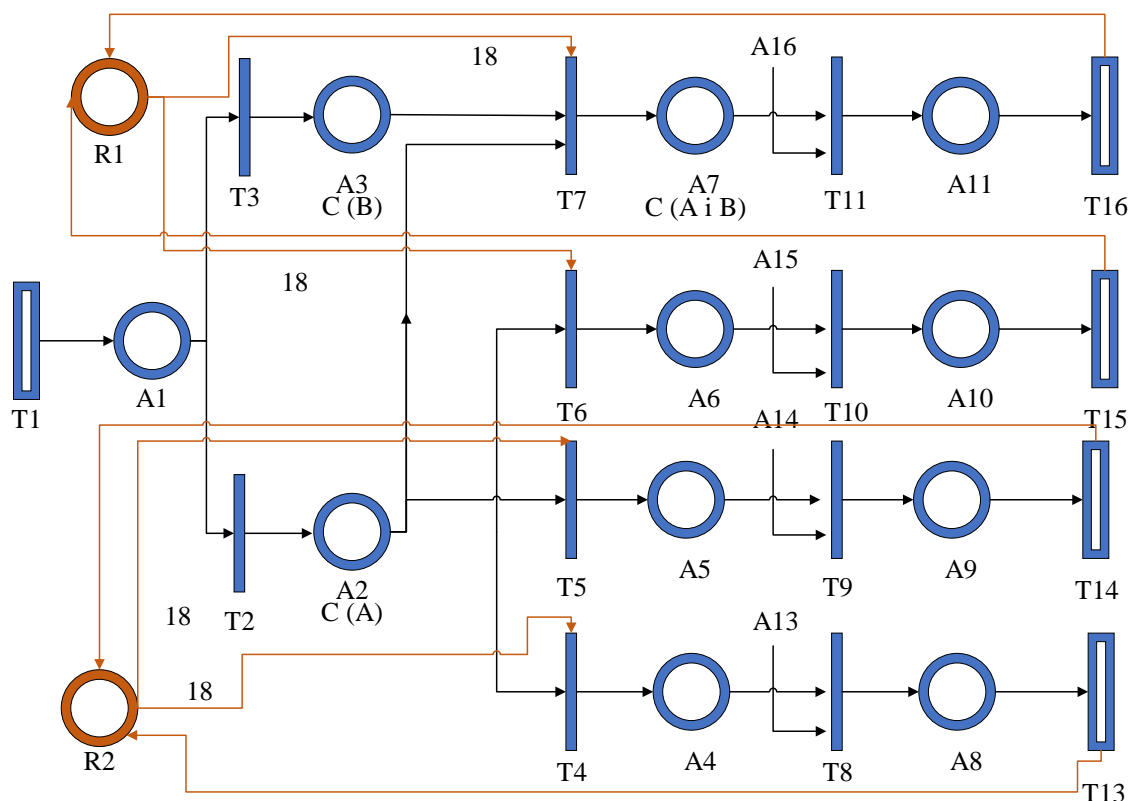 18
A16
R1
T3
A3
C (B)
T7
A7
C (A i B)
T11
A11
T16
18
A15
T1
A1
T6
A6
T10
A10
T15
A14
18
T2
A2
C (A)
T5
A5
T9
A9
T14
A13
18
R2
T4
A4
T8
A8
T13